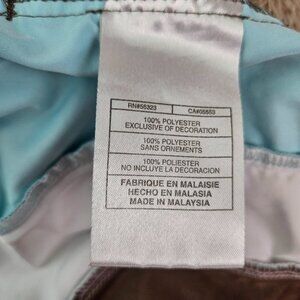 RN#56323 CA#05553
100% POLYESTER
EXCLUSIVE OF DECORATION
100% POLYESTER
SANS ORNEMENTS
100% POLIESTER
NO INCLUYE LA DECORACION
FABRIQUE EN MALAISIE
HECHO EN MALASIA
MADE IN MALAYSIA